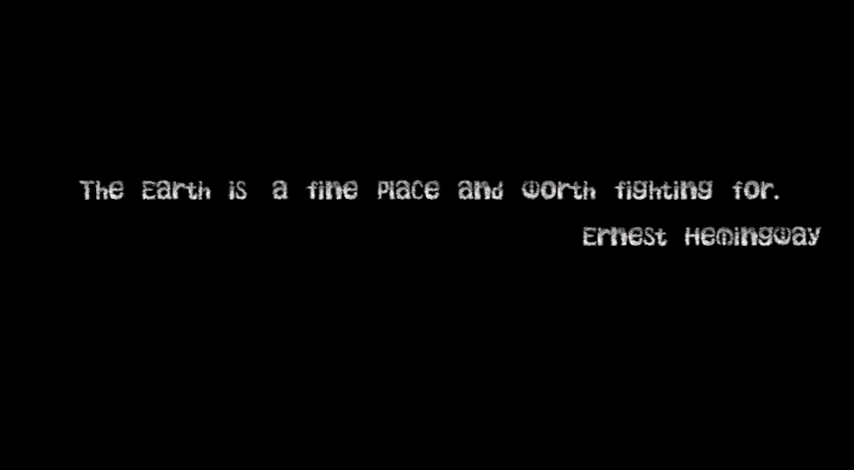 The Earth is a fine Place and worth fighting for.
Ernest Hemingway